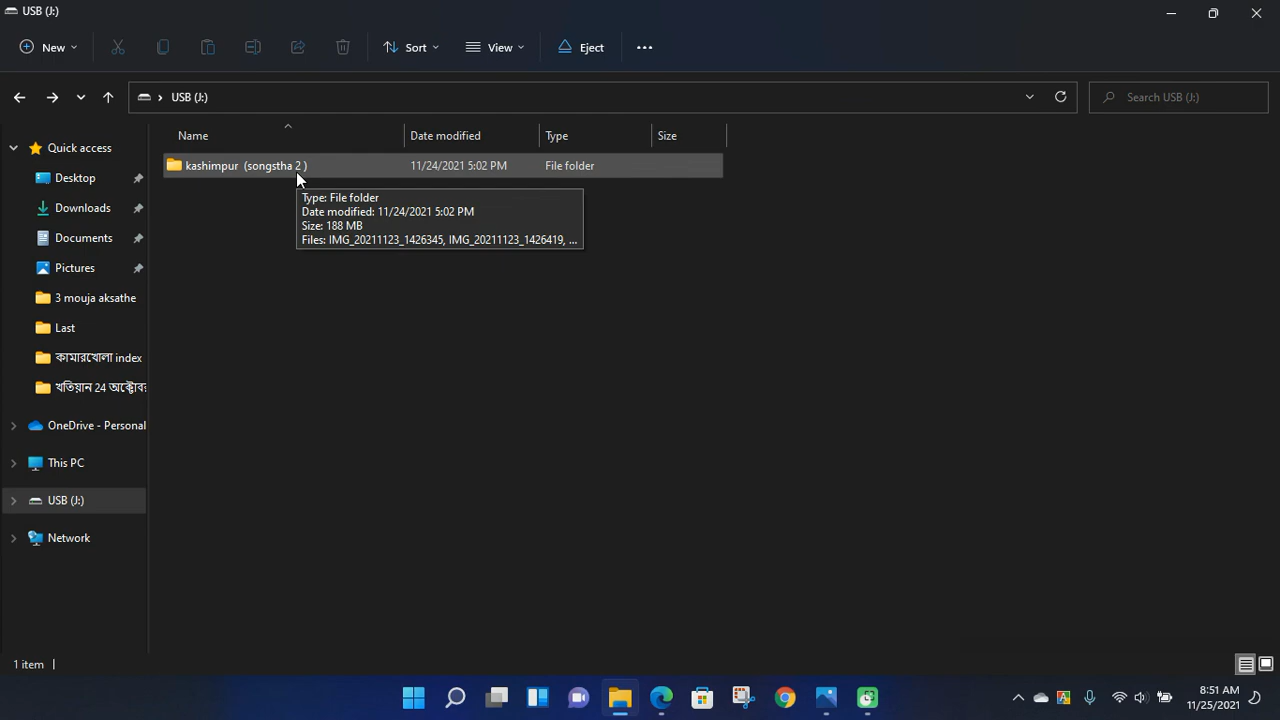 USB (J:)
New
Sort
View
Eject
USB (J:)
Search USB (J:)
Name
Date modified
Type
Size
Quick access
kashimpur (songstha 2 )
11/24/2021 5:02 PM
File folder
Desktop
Type: File folder
Date modified: 11/24/2021 5:02 PM
Size: 188 MB
Files: IMG_20211123_1426345, IMG_20211123_1426419, ...
Downloads
Documents
Pictures
3 mouja aksathe
Last
কামারখোলা index
খতিয়ান 24 অক্টোবর
OneDrive - Personal
This PC
USB (J:)
Network
1 item
8:51 AM
11/25/2021